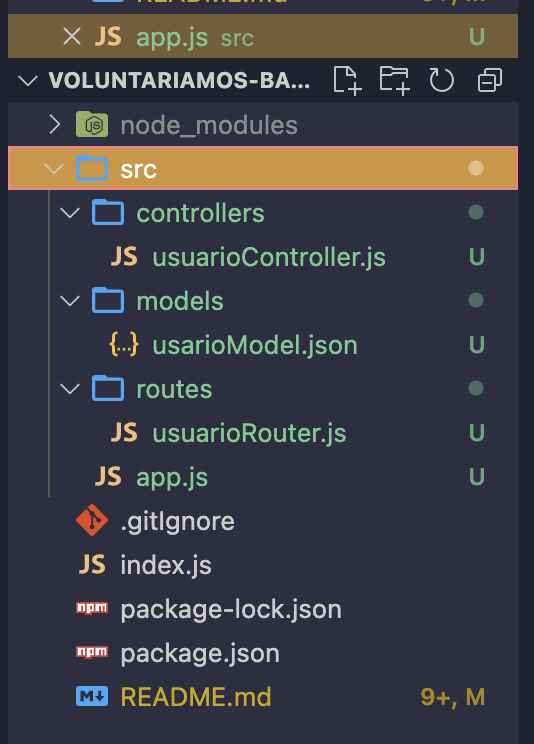 README.md 9+, M
JS app.js src U
VOLUNTARIAMOS-BA...
JS node_modules
src
controllers
JS usuarioController.js U
models
{...} usarioModel.json U
routes
JS usuarioRouter.js U
JS app.js U
.gitIgnore
JS index.js
npm package-lock.json
npm package.json
M README.md 9+, M